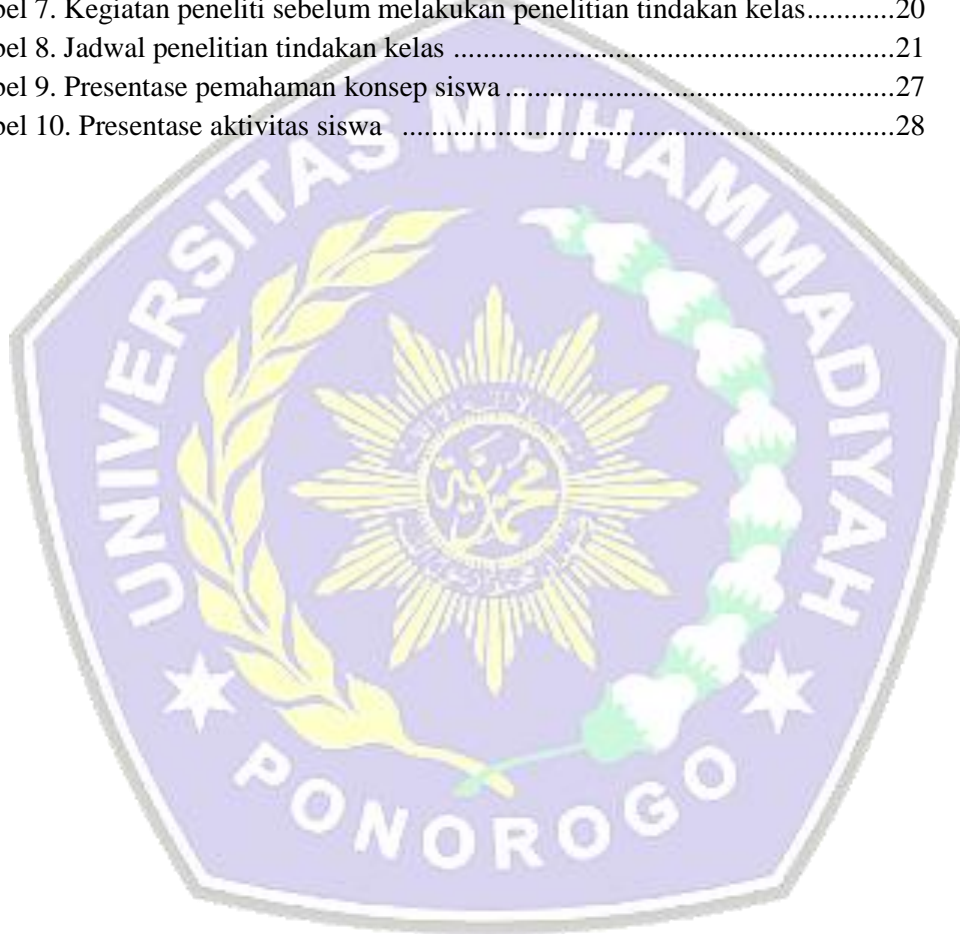 bel 7. Kegiatan peneliti sebelum melakukan penelitian tindakan kelas............20
bel 8. Jadwal penelitian tindakan kelas ...............................................................21
bel 9. Presentase pemahaman konsep siswa ........................................................27
bel 10. Presentase aktivitas siswa .....................................................................28
UNIVERSITAS MUHAMMADIYAH
محمدية
PONOROGO